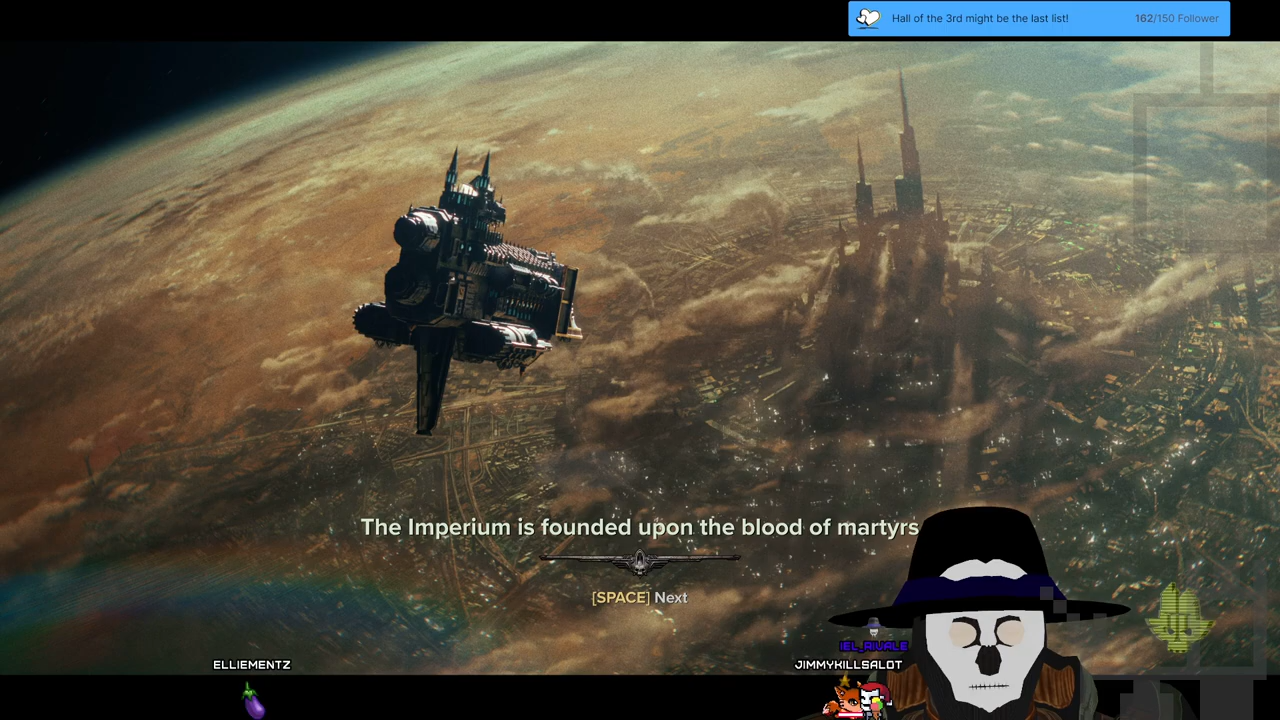 Hall of the 3rd might be the last list! 162/150 Follower
The Imperium is founded upon the blood of martyrs
[SPACE] Next
IEL_RIVALE
ELLIEMENTZ JIMMYKILLSALOT